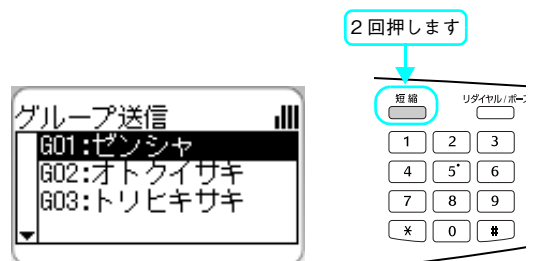 2回押します
グループ送信
G01:ゼンシャ
G02:オトクイサキ
G03:トリヒキサキ
短縮
リダイヤル/ポーズ
1 2 3
4 5 6
7 8 9
* 0 #